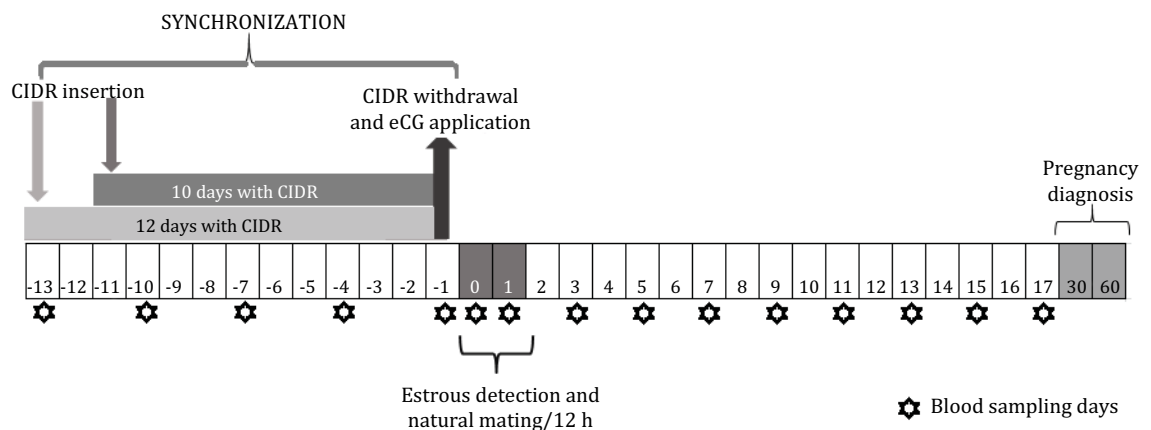 SYNCHRONIZATION
CIDR insertion
CIDR withdrawal
and eCG application
10 days with CIDR
12 days with CIDR
Pregnancy
diagnosis
-13 -12 -11 -10 -9 -8 -7 -6 -5 -4 -3 -2 -1 0 1 2 3 4 5 6 7 8 9 10 11 12 13 14 15 16 17 30 60
Estrous detection and
natural mating/12 h
Blood sampling days